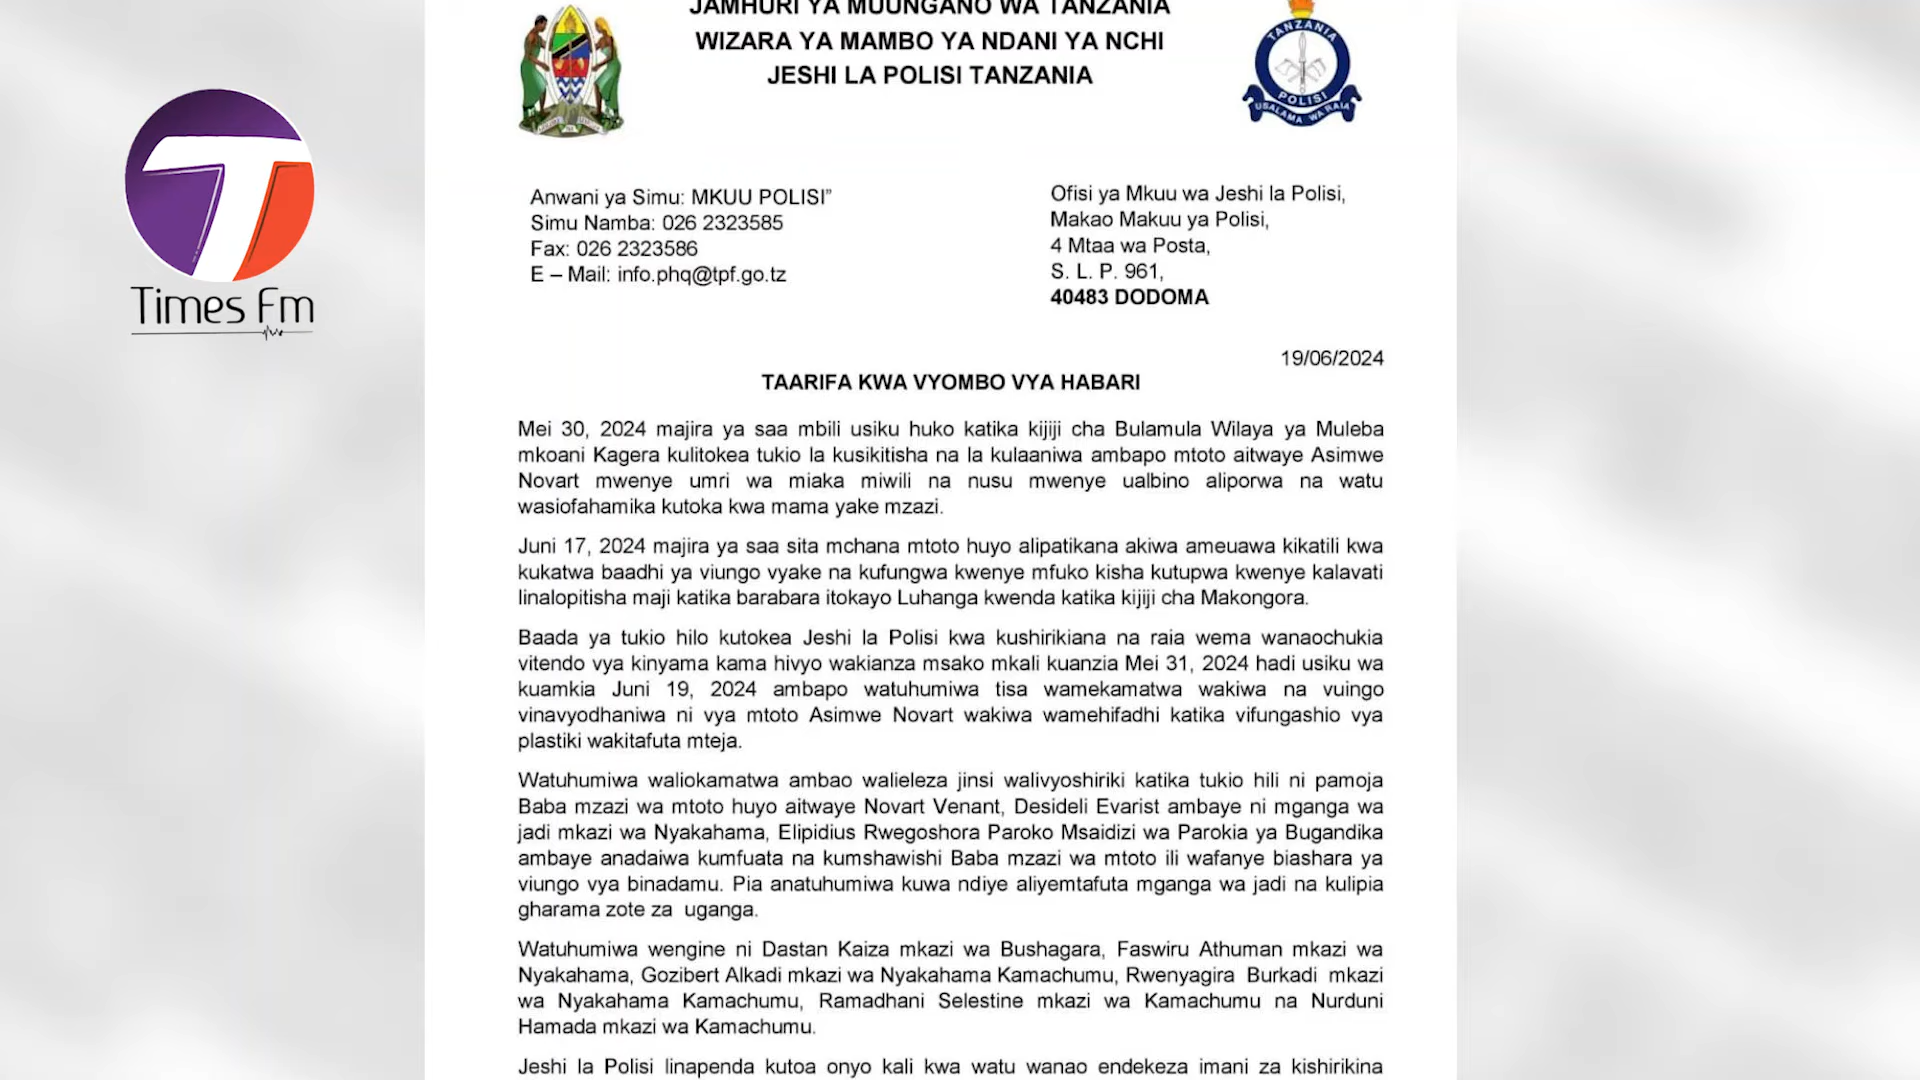 JAMHURI YA MUUNGANO WA TANZANIA
WIZARA YA MAMBO YA NDANI YA NCHI
JESHI LA POLISI TANZANIA
TANZANIA
POLISI
USALAMA WA RAIA
Times Fm
Anwani ya Simu: MKUU POLISI”
Simu Namba: 026 2323585
Fax: 026 2323586
E – Mail: info.phq@tpf.go.tz
Ofisi ya Mkuu wa Jeshi la Polisi,
Makao Makuu ya Polisi,
4 Mtaa wa Posta,
S. L. P. 961,
40483 DODOMA
19/06/2024
TAARIFA KWA VYOMBO VYA HABARI
Mei 30, 2024 majira ya saa mbili usiku huko katika kijiji cha Bulamula Wilaya ya Muleba
mkoani Kagera kulitokea tukio la kusikitisha na la kulaaniwa ambapo mtoto aitwaye Asimwe
Novart mwenye umri wa miaka miwili na nusu mwenye ualbino aliporwa na watu
wasiofahamika kutoka kwa mama yake mzazi.
Juni 17, 2024 majira ya saa sita mchana mtoto huyo alipatikana akiwa ameuawa kikatili kwa
kukatwa baadhi ya viungo vyake na kufungwa kwenye mfuko kisha kutupwa kwenye kalavati
linalopitisha maji katika barabara itokayo Luhanga kwenda katika kijiji cha Makongora.
Baada ya tukio hilo kutokea Jeshi la Polisi kwa kushirikiana na raia wema wanaochukia
vitendo vya kinyama kama hivyo wakianza msako mkali kuanzia Mei 31, 2024 hadi usiku wa
kuamkia Juni 19, 2024 ambapo watuhumiwa tisa wamekamatwa wakiwa na vuingo
vinavyodhaniwa ni vya mtoto Asimwe Novart wakiwa wamehifadhi katika vifungashio vya
plastiki wakitafuta mteja.
Watuhumiwa waliokamatwa ambao walieleza jinsi walivyoshiriki katika tukio hili ni pamoja
Baba mzazi wa mtoto huyo aitwaye Novart Venant, Desideli Evarist ambaye ni mganga wa
jadi mkazi wa Nyakahama, Elipidius Rwegoshora Paroko Msaidizi wa Parokia ya Bugandika
ambaye anadaiwa kumfuata na kumshawishi Baba mzazi wa mtoto ili wafanye biashara ya
viungo vya binadamu. Pia anatuhumiwa kuwa ndiye aliyemtafuta mganga wa jadi na kulipia
gharama zote za uganga.
Watuhumiwa wengine ni Dastan Kaiza mkazi wa Bushagara, Faswiru Athuman mkazi wa
Nyakahama, Gozibert Alkadi mkazi wa Nyakahama Kamachumu, Rwenyagira Burkadi mkazi
wa Nyakahama Kamachumu, Ramadhani Selestine mkazi wa Kamachumu na Nurduni
Hamada mkazi wa Kamachumu.
Jeshi la Polisi linapenda kutoa onyo kali kwa watu wanao endekeza imani za kishirikina